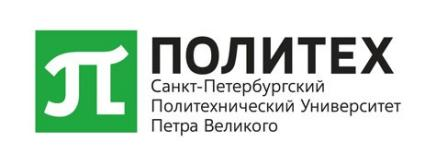 П
ПОЛИТЕХ
Санкт-Петербургский
Политехнический Университет
Петра Великого